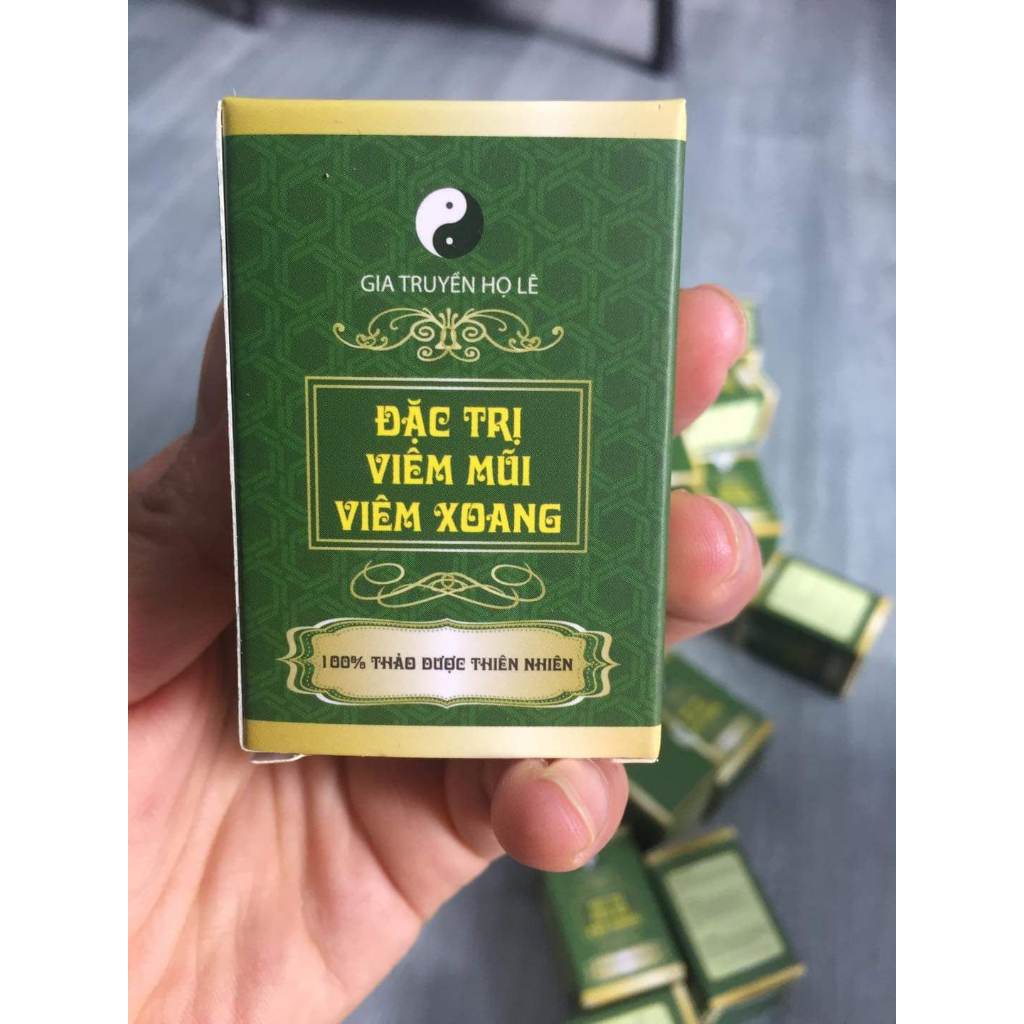 GIA TRUYỀN HỌ LÊ
ĐẶC TRỊ
VIÊM MŨI
VIÊM XOANG
100% THẢO DƯỢC THIÊN NHIÊN